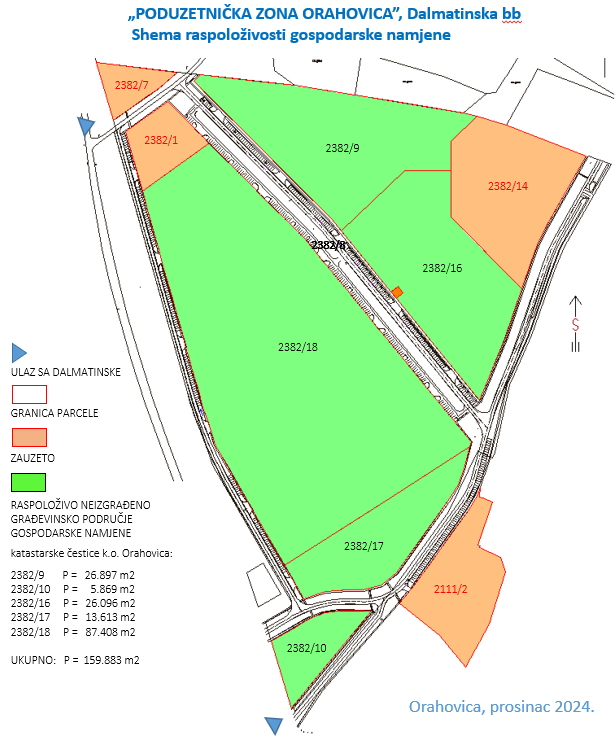 „PODUZETNIČKA ZONA ORAHOVICA”, Dalmatinska bb
Shema raspoloživosti gospodarske namjene
2382/7
2382/1
2382/9
2382/14
2382/8
2382/16
2382/18
S
ULAZ SA DALMATINSKE
GRANICA PARCELE
ZAUZETO
RASPOLOŽIVO NEIZGRAĐENO
GRAĐEVINSKO PODRUČJE
GOSPODARSKE NAMJENE
katastarske čestice k.o. Orahovica:
2382/9 P = 26.897 m2
2382/10 P = 5.869 m2
2382/16 P = 26.096 m2
2382/17 P = 13.613 m2
2382/18 P = 87.408 m2
UKUPNO: P = 159.883 m2
2382/17
2111/2
2382/10
Orahovica, prosinac 2024.